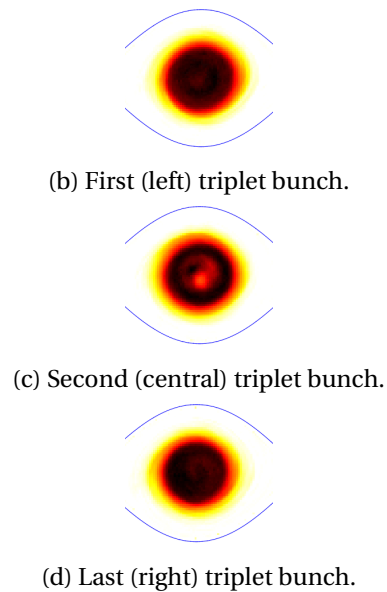 (b) First (left) triplet bunch.
(c) Second (central) triplet bunch.
(d) Last (right) triplet bunch.